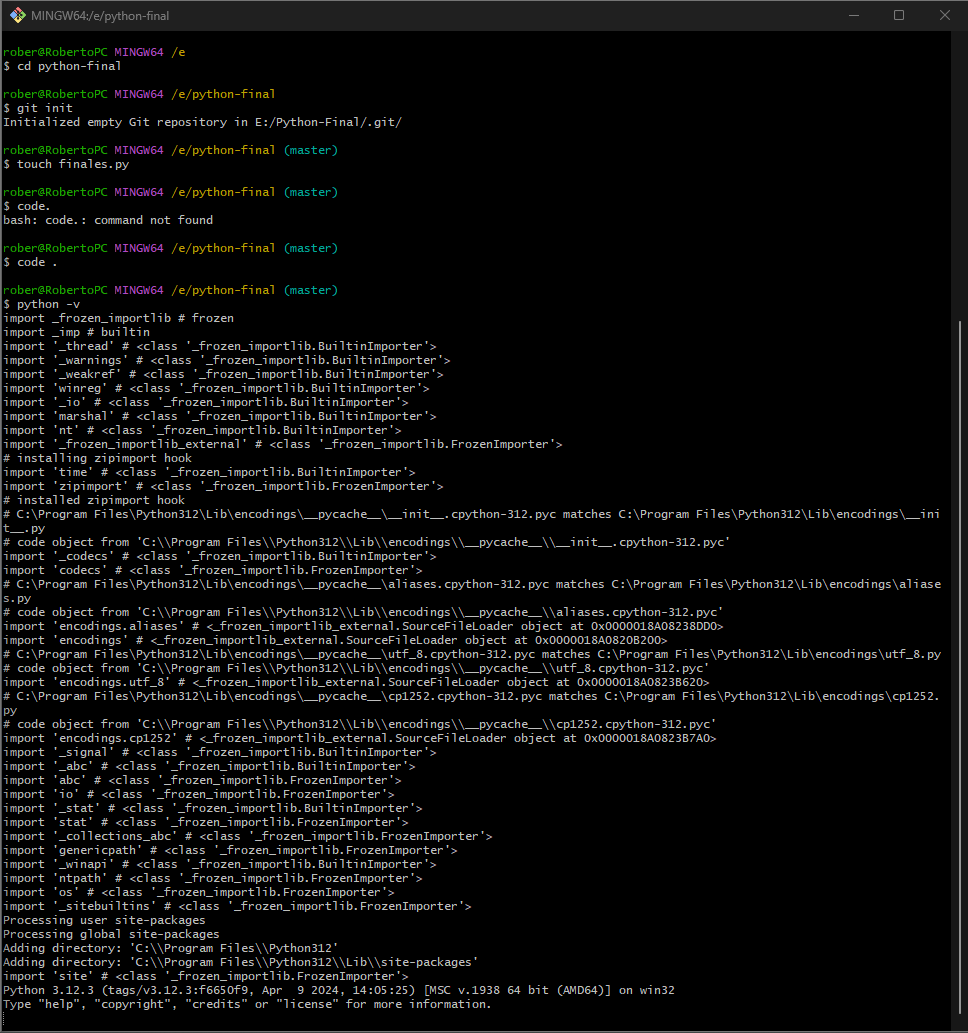 MINGW64:/e/python-final
rober@RobertoPC MINGW64 /e
$ cd python-final
rober@RobertoPC MINGW64 /e/python-final
$ git init
Initialized empty Git repository in E:/Python-Final/.git/
rober@RobertoPC MINGW64 /e/python-final (master)
$ touch finales.py
rober@RobertoPC MINGW64 /e/python-final (master)
$ code.
bash: code.: command not found
rober@RobertoPC MINGW64 /e/python-final (master)
$ code .
rober@RobertoPC MINGW64 /e/python-final (master)
$ python -v
import _frozen_importlib # frozen
import _imp # builtin
import '_thread' # <class '_frozen_importlib.BuiltinImporter'>
import '_warnings' # <class '_frozen_importlib.BuiltinImporter'>
import '_weakref' # <class '_frozen_importlib.BuiltinImporter'>
import 'winreg' # <class '_frozen_importlib.BuiltinImporter'>
import '_io' # <class '_frozen_importlib.BuiltinImporter'>
import 'marshal' # <class '_frozen_importlib.BuiltinImporter'>
import 'nt' # <class '_frozen_importlib.BuiltinImporter'>
import '_frozen_importlib_external' # <class '_frozen_importlib.FrozenImporter'>
# installing zipimport hook
import 'time' # <class '_frozen_importlib.BuiltinImporter'>
import 'zipimport' # <class '_frozen_importlib.FrozenImporter'>
# installed zipimport hook
# C:\Program Files\Python312\Lib\encodings\__pycache__\__init__.cpython-312.pyc matches C:\Program Files\Python312\Lib\encodings\__ini
t__.py
# code object from 'C:\\Program Files\\Python312\\Lib\\encodings\\__pycache__\\__init__.cpython-312.pyc'
import '_codecs' # <class '_frozen_importlib.BuiltinImporter'>
import 'codecs' # <class '_frozen_importlib.FrozenImporter'>
# C:\Program Files\Python312\Lib\encodings\__pycache__\aliases.cpython-312.pyc matches C:\Program Files\Python312\Lib\encodings\aliase
s.py
# code object from 'C:\\Program Files\\Python312\\Lib\\encodings\\__pycache__\\aliases.cpython-312.pyc'
import 'encodings.aliases' # <_frozen_importlib_external.SourceFileLoader object at 0x0000018A08238DD0>
import 'encodings' # <_frozen_importlib_external.SourceFileLoader object at 0x0000018A0820B200>
# C:\Program Files\Python312\Lib\encodings\__pycache__\utf_8.cpython-312.pyc matches C:\Program Files\Python312\Lib\encodings\utf_8.py
# code object from 'C:\\Program Files\\Python312\\Lib\\encodings\\__pycache__\\utf_8.cpython-312.pyc'
import 'encodings.utf_8' # <_frozen_importlib_external.SourceFileLoader object at 0x0000018A0823B620>
# C:\Program Files\Python312\Lib\encodings\__pycache__\cp1252.cpython-312.pyc matches C:\Program Files\Python312\Lib\encodings\cp1252.
py
# code object from 'C:\\Program Files\\Python312\\Lib\\encodings\\__pycache__\\cp1252.cpython-312.pyc'
import 'encodings.cp1252' # <_frozen_importlib_external.SourceFileLoader object at 0x0000018A0823B7A0>
import '_signal' # <class '_frozen_importlib.BuiltinImporter'>
import '_abc' # <class '_frozen_importlib.BuiltinImporter'>
import 'abc' # <class '_frozen_importlib.FrozenImporter'>
import 'io' # <class '_frozen_importlib.FrozenImporter'>
import '_stat' # <class '_frozen_importlib.BuiltinImporter'>
import 'stat' # <class '_frozen_importlib.FrozenImporter'>
import '_collections_abc' # <class '_frozen_importlib.FrozenImporter'>
import 'genericpath' # <class '_frozen_importlib.FrozenImporter'>
import '_winapi' # <class '_frozen_importlib.BuiltinImporter'>
import 'ntpath' # <class '_frozen_importlib.FrozenImporter'>
import 'os' # <class '_frozen_importlib.FrozenImporter'>
import '_sitebuiltins' # <class '_frozen_importlib.FrozenImporter'>
Processing user site-packages
Processing global site-packages
Adding directory: 'C:\\Program Files\\Python312'
Adding directory: 'C:\\Program Files\\Python312\\Lib\\site-packages'
import 'site' # <class '_frozen_importlib.FrozenImporter'>
Python 3.12.3 (tags/v3.12.3:f6650f9, Apr  9 2024, 14:05:25) [MSC v.1938 64 bit (AMD64)] on win32
Type "help", "copyright", "credits" or "license" for more information.